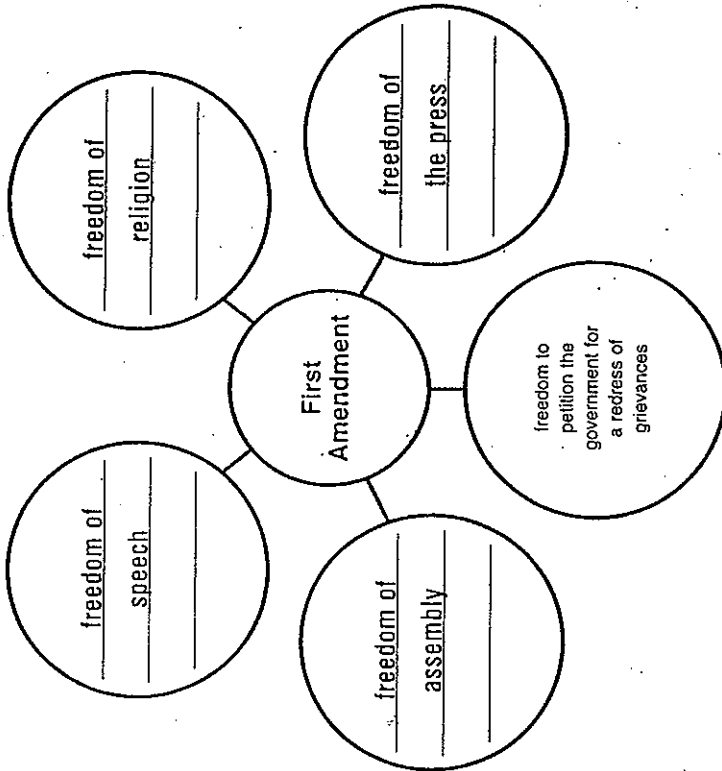 freedom of
speech
freedom of
religion
First
Amendment
freedom of
assembly
freedom of
the press
freedom to
petition the
government for
a redress of
grievances